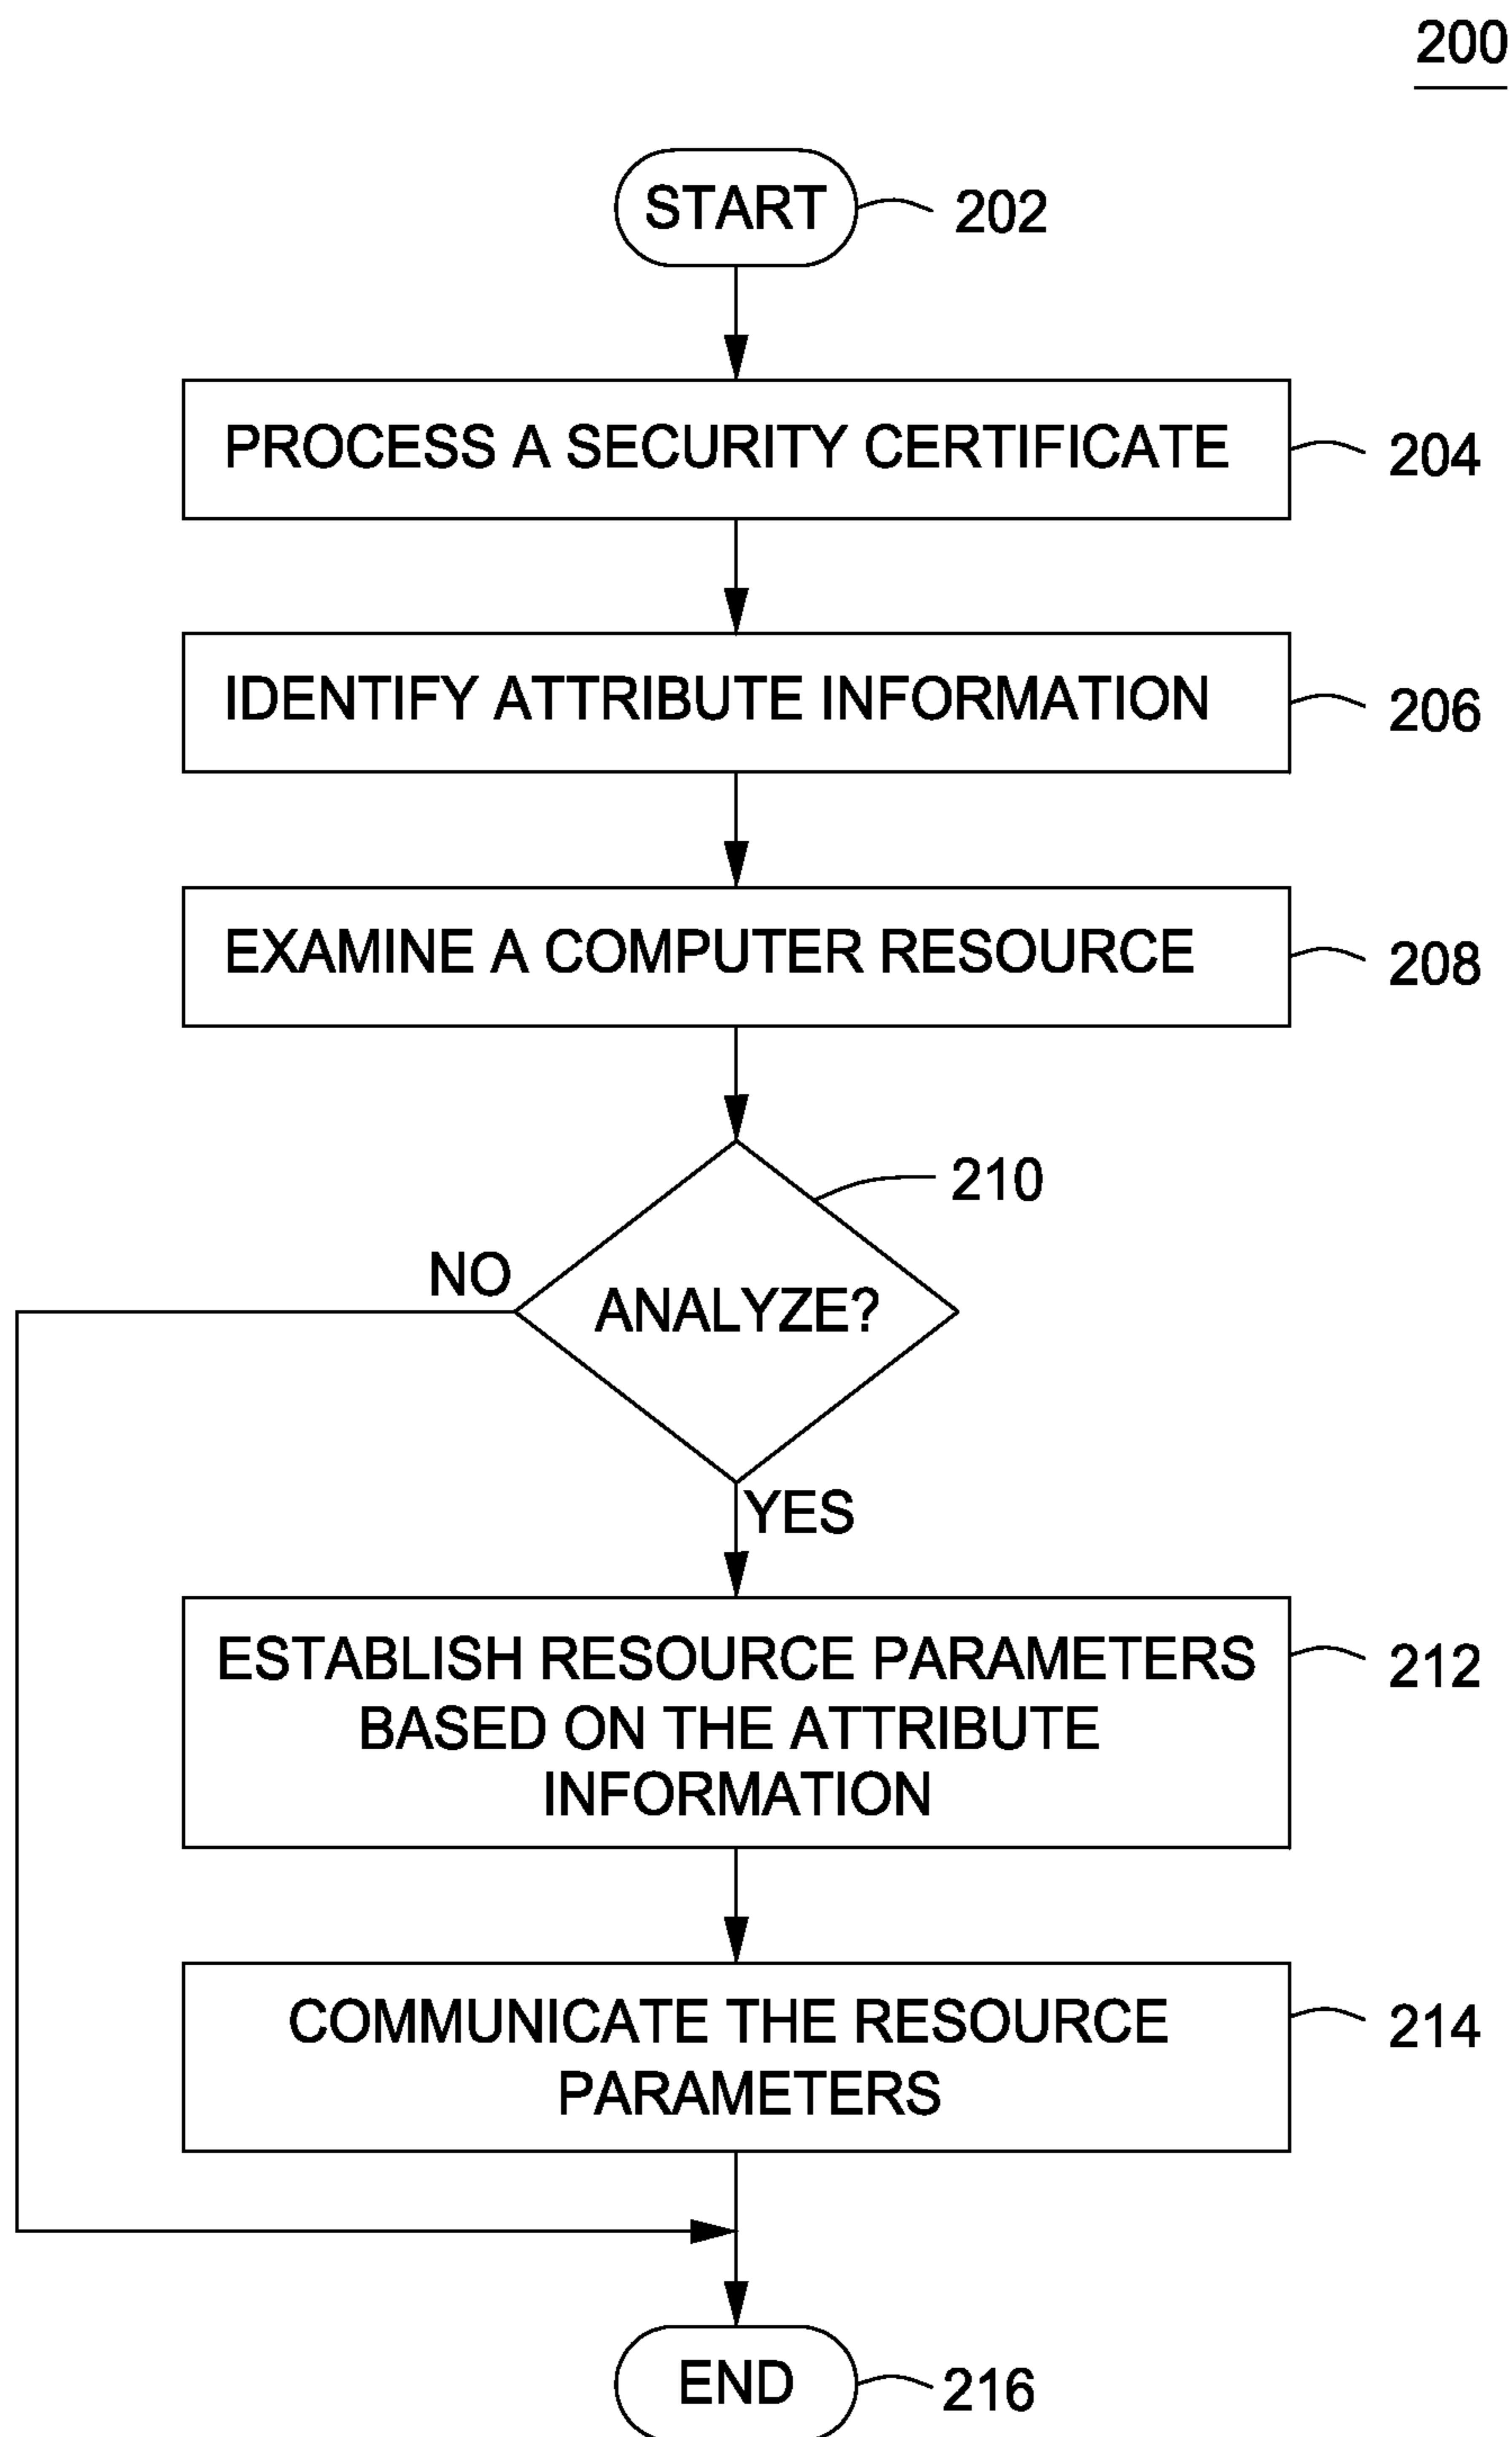 200
START
202
PROCESS A SECURITY CERTIFICATE
204
IDENTIFY ATTRIBUTE INFORMATION
206
EXAMINE A COMPUTER RESOURCE
208
210
NO
ANALYZE?
YES
ESTABLISH RESOURCE PARAMETERS
BASED ON THE ATTRIBUTE
INFORMATION
212
COMMUNICATE THE RESOURCE
PARAMETERS
214
END
216